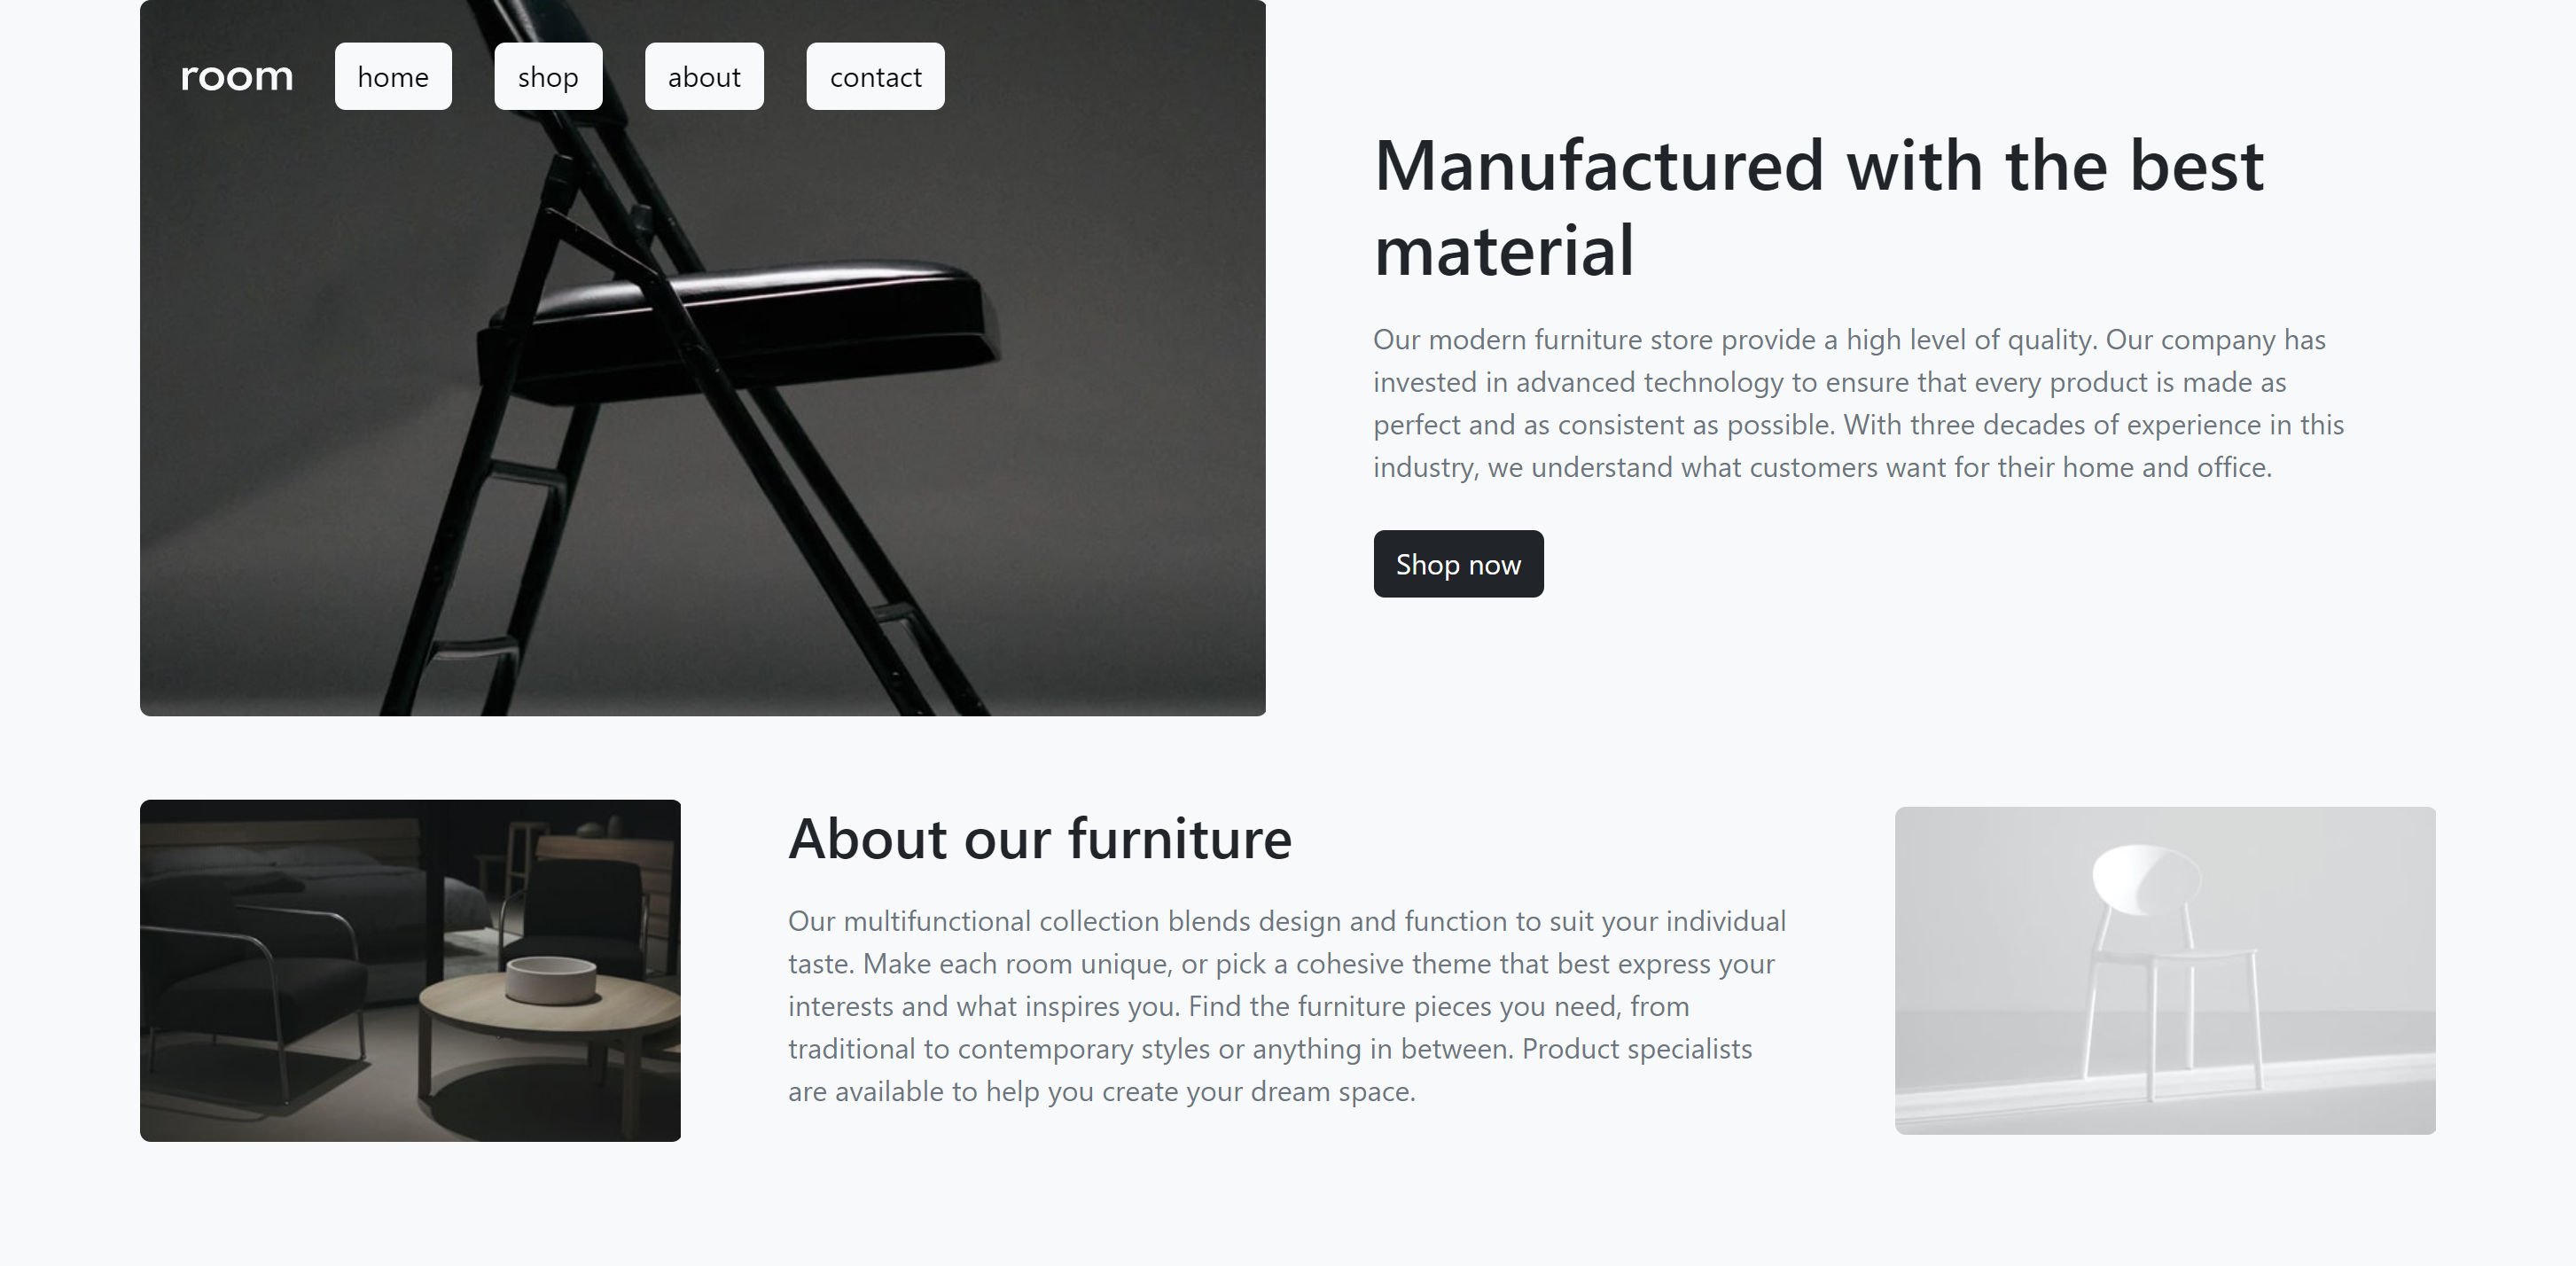 room
home
shop
about
contact
Manufactured with the best
material
Our modern furniture store provide a high level of quality. Our company has
invested in advanced technology to ensure that every product is made as
perfect and as consistent as possible. With three decades of experience in this
industry, we understand what customers want for their home and office.
Shop now
About our furniture
Our multifunctional collection blends design and function to suit your individual
taste. Make each room unique, or pick a cohesive theme that best express your
interests and what inspires you. Find the furniture pieces you need, from
traditional to contemporary styles or anything in between. Product specialists
are available to help you create your dream space.